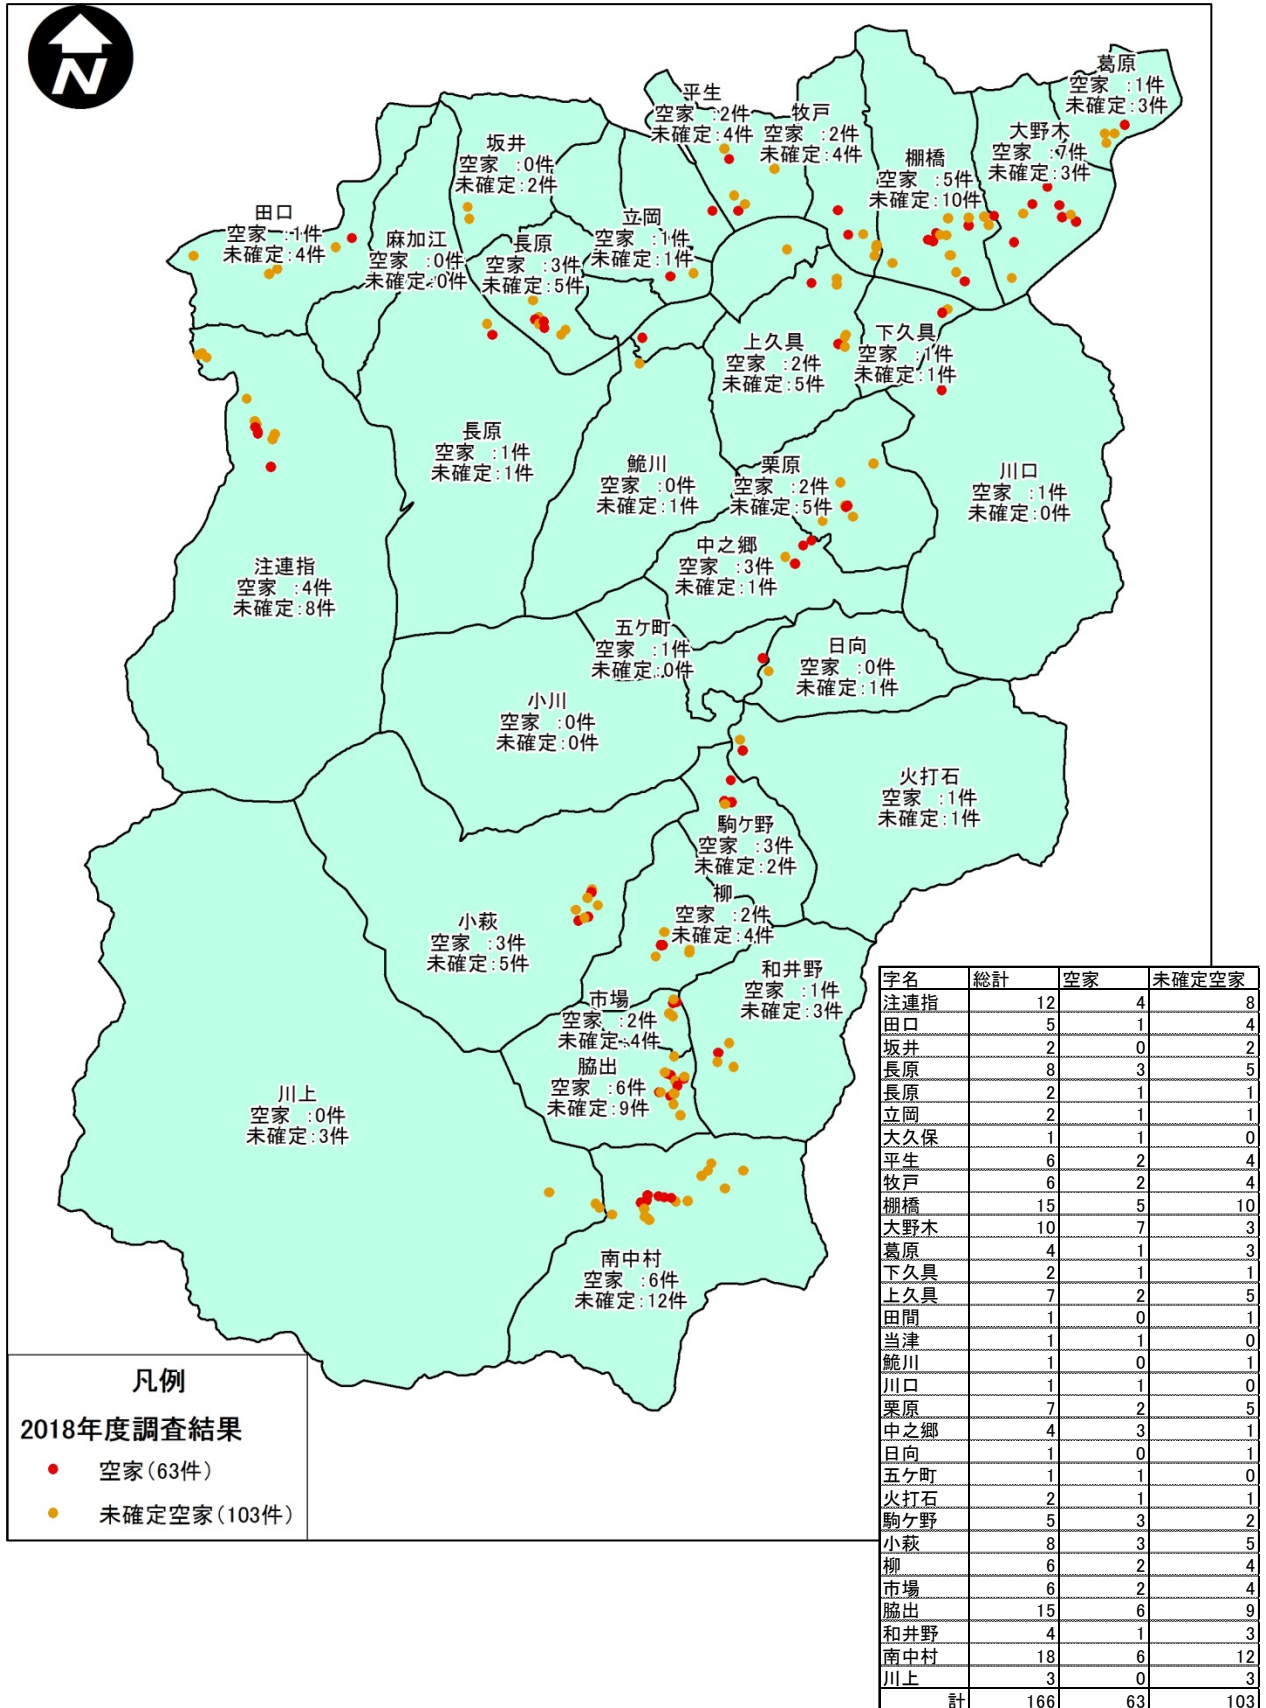 N
葛原
空家 :1件
未確定:3件
平生
空家 :2件
未確定:4件
牧戸
空家 :2件
未確定:4件
大野木
空家 :7件
未確定:3件
坂井
空家 :0件
未確定:2件
棚橋
空家 :5件
未確定:10件
田口
空家 :1件
未確定:4件
麻加江
空家 :0件
未確定:0件
長原
空家 :3件
未確定:5件
立岡
空家 :1件
未確定:1件
上久具
空家 :2件
未確定:5件
下久具
空家 :1件
未確定:1件
長原
空家 :1件
未確定:1件
鮠川
空家 :0件
未確定:1件
栗原
空家 :2件
未確定:5件
川口
空家 :1件
未確定:0件
注連指
空家 :4件
未確定:8件
中之郷
空家 :3件
未確定:1件
五ケ町
空家 :1件
未確定:0件
日向
空家 :0件
未確定:1件
小川
空家 :0件
未確定:0件
火打石
空家 :1件
未確定:1件
駒ケ野
空家 :3件
未確定:2件
柳
空家 :2件
未確定:4件
小萩
空家 :3件
未確定:5件
和井野
空家 :1件
未確定:3件
市場
空家 :2件
未確定:4件
脇出
空家 :6件
未確定:9件
川上
空家 :0件
未確定:3件
南中村
空家 :6件
未確定:12件
凡例
2018年度調査結果
空家(63件)
未確定空家(103件)
字名 総計 空家 未確定空家
注連指 12 4 8
田口 5 1 4
坂井 2 0 2
長原 8 3 5
長原 2 1 1
立岡 2 1 1
大久保 1 1 0
平生 6 2 4
牧戸 6 2 4
棚橋 15 5 10
大野木 10 7 3
葛原 4 1 3
下久具 2 1 1
上久具 7 2 5
田間 1 0 1
当津 1 1 0
鮠川 1 0 1
川口 1 1 0
栗原 7 2 5
中之郷 4 3 1
日向 1 0 1
五ケ町 1 1 0
火打石 2 1 1
駒ケ野 5 3 2
小萩 8 3 5
柳 6 2 4
市場 6 2 4
脇出 15 6 9
和井野 4 1 3
南中村 18 6 12
川上 3 0 3
計 166 63 103